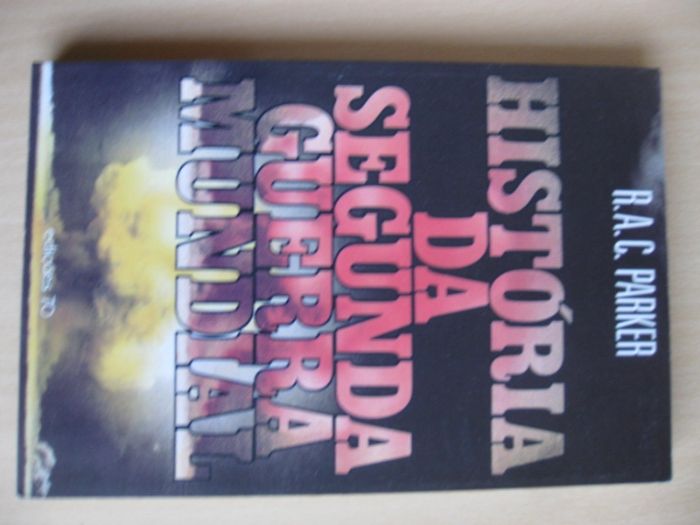 R.A.C. PARKER
HISTÓRIA
DA
SEGUNDA
GUERRA
MUNDIAL
edições 70